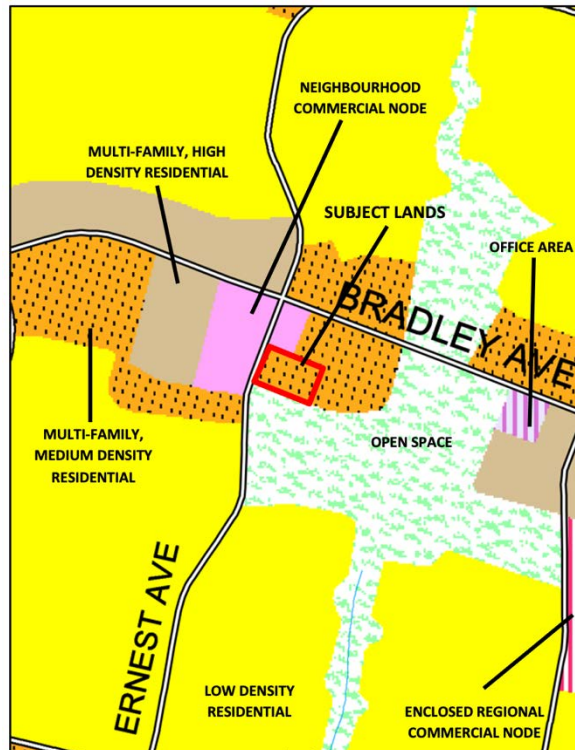 NEIGHBOURHOOD
COMMERCIAL NODE
MULTI-FAMILY, HIGH
DENSITY RESIDENTIAL
SUBJECT LANDS
OFFICE AREA
BRADLEY AVE
MULTI-FAMILY,
MEDIUM DENSITY
RESIDENTIAL
OPEN SPACE
ERNEST AVE
LOW DENSITY
RESIDENTIAL
ENCLOSED REGIONAL
COMMERCIAL NODE